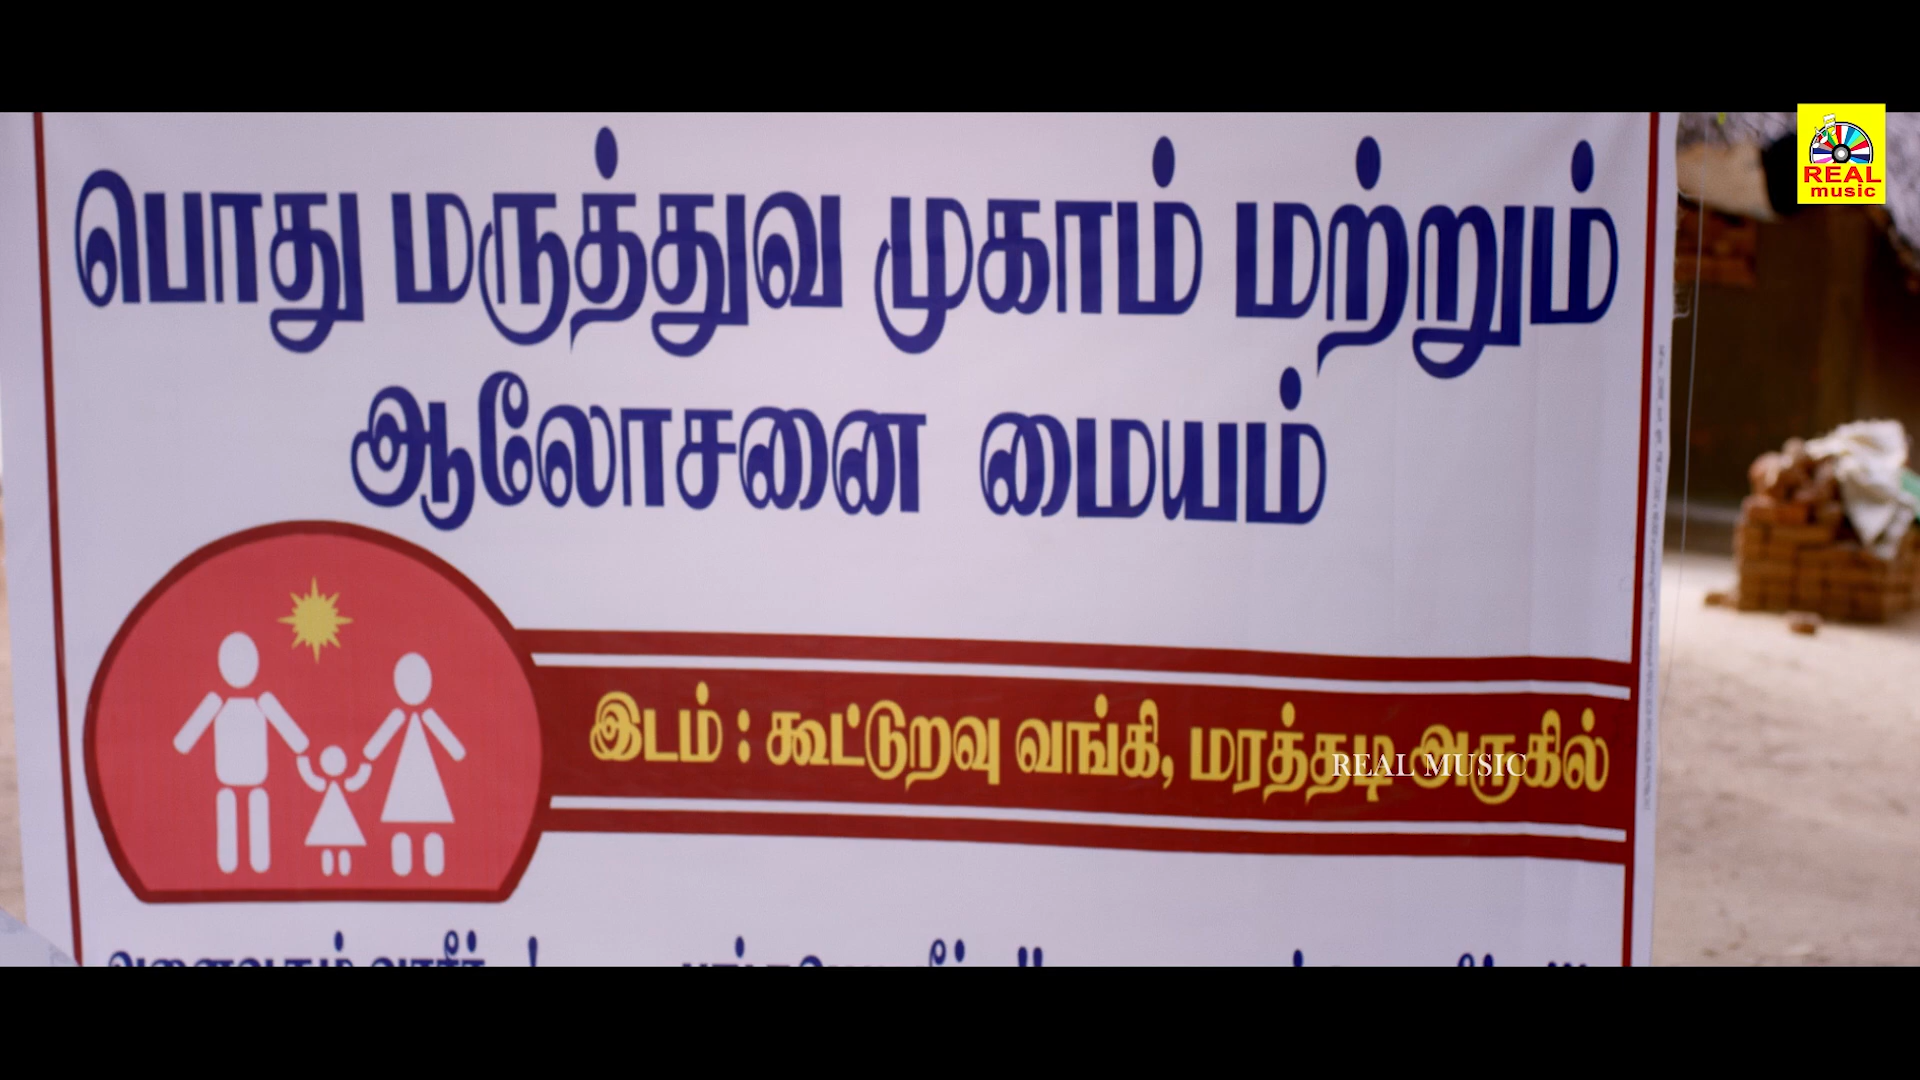 REAL
music
பொது மருத்துவ முகாம் மற்றும்
ஆலோசனை மையம்
இடம் : கூட்டுறவு வங்கி, மரத்தடி அருகில்
REAL MUSIC